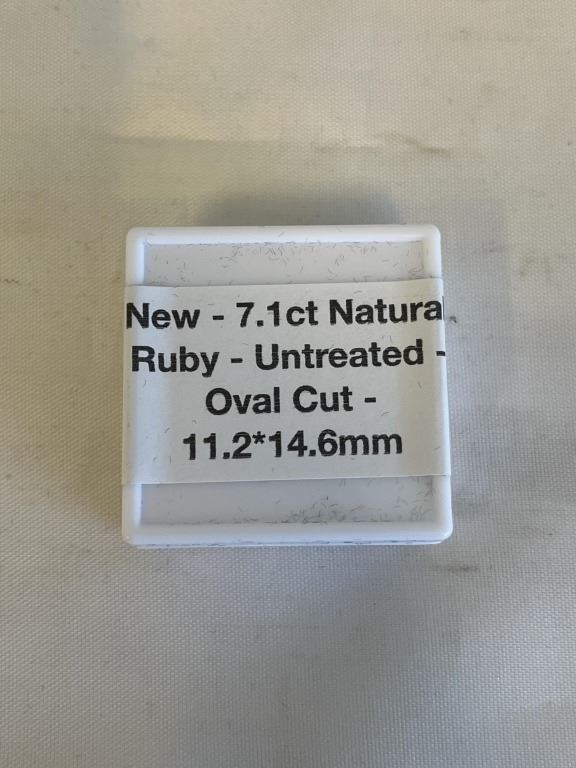 New - 7.1ct Natural
Ruby - Untreated -
Oval Cut -
11.2*14.6mm